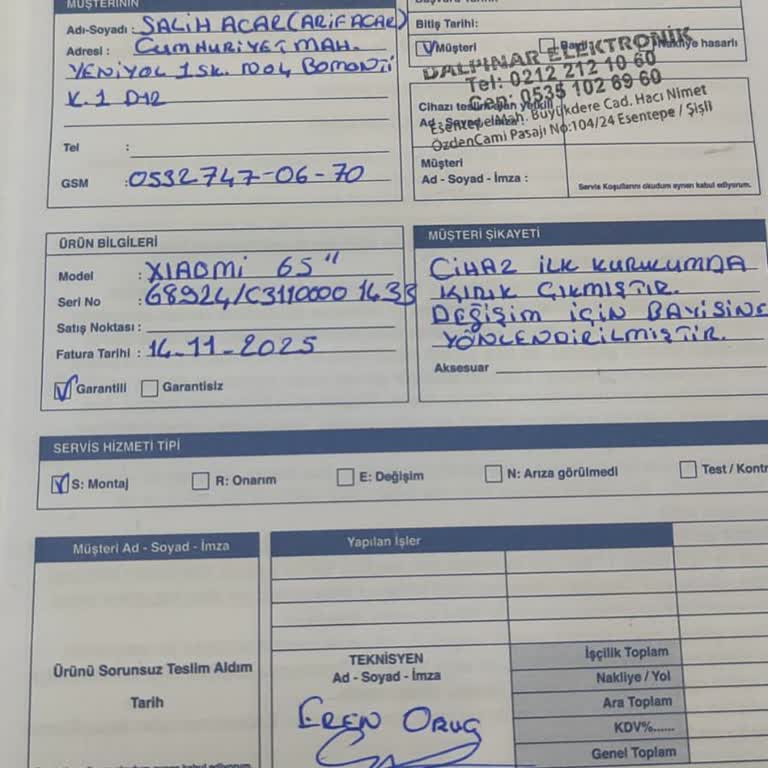 MÜŞTERİNİN
Adı-Soyadı : SALİH ACAR (ARİF ACAR)
Adresi : CUMHURİYET MAH.
YENİYOL 1 SK. NO4 BOMONTİ
K.1 D12
Tel :
GSM : 0532 747-06-70
Bitiş Tarihi:
Müşteri
Nakliye hasarlı
DALPINAR ELEKTRONİK
Tel: 0212 212 10 60
Cep: 0535 102 69 60
Esentepe Mah. Büyükdere Cad. Hacı Nimet
ÖzdenCami Pasajı No:104/24 Esentepe / Şişli
Cihazı teslim alan yetkili
Ad - Soyad - İmza :
Müşteri
Ad - Soyad - İmza :
Servis Koşullarını okudum aynen kabul ediyorum.
ÜRÜN BİLGİLERİ
Model : XIAOMI 65"
Seri No : 68924/C3110000 1433
Satış Noktası :
Fatura Tarihi : 14-11-2025
Garantili Garantisiz
MÜŞTERİ ŞİKAYETİ
CİHAZ İLK KURULUMDA
KIRIK ÇIKMIŞTIR.
DEĞİŞİM İÇİN BAYİSİNE
YÖNLENDİRİLMİŞTİR.
Aksesuar
SERVİS HİZMETİ TİPİ
S: Montaj R: Onarım E: Değişim N: Arıza görülmedi Test / Kontr
Müşteri Ad - Soyad - İmza
Ürünü Sorunsuz Teslim Aldım
Tarih
Yapılan İşler
TEKNİSYEN
Ad - Soyad - İmza
EREN ORUÇ
İşçilik Toplam
Nakliye / Yol
Ara Toplam
KDV%......
Genel Toplam